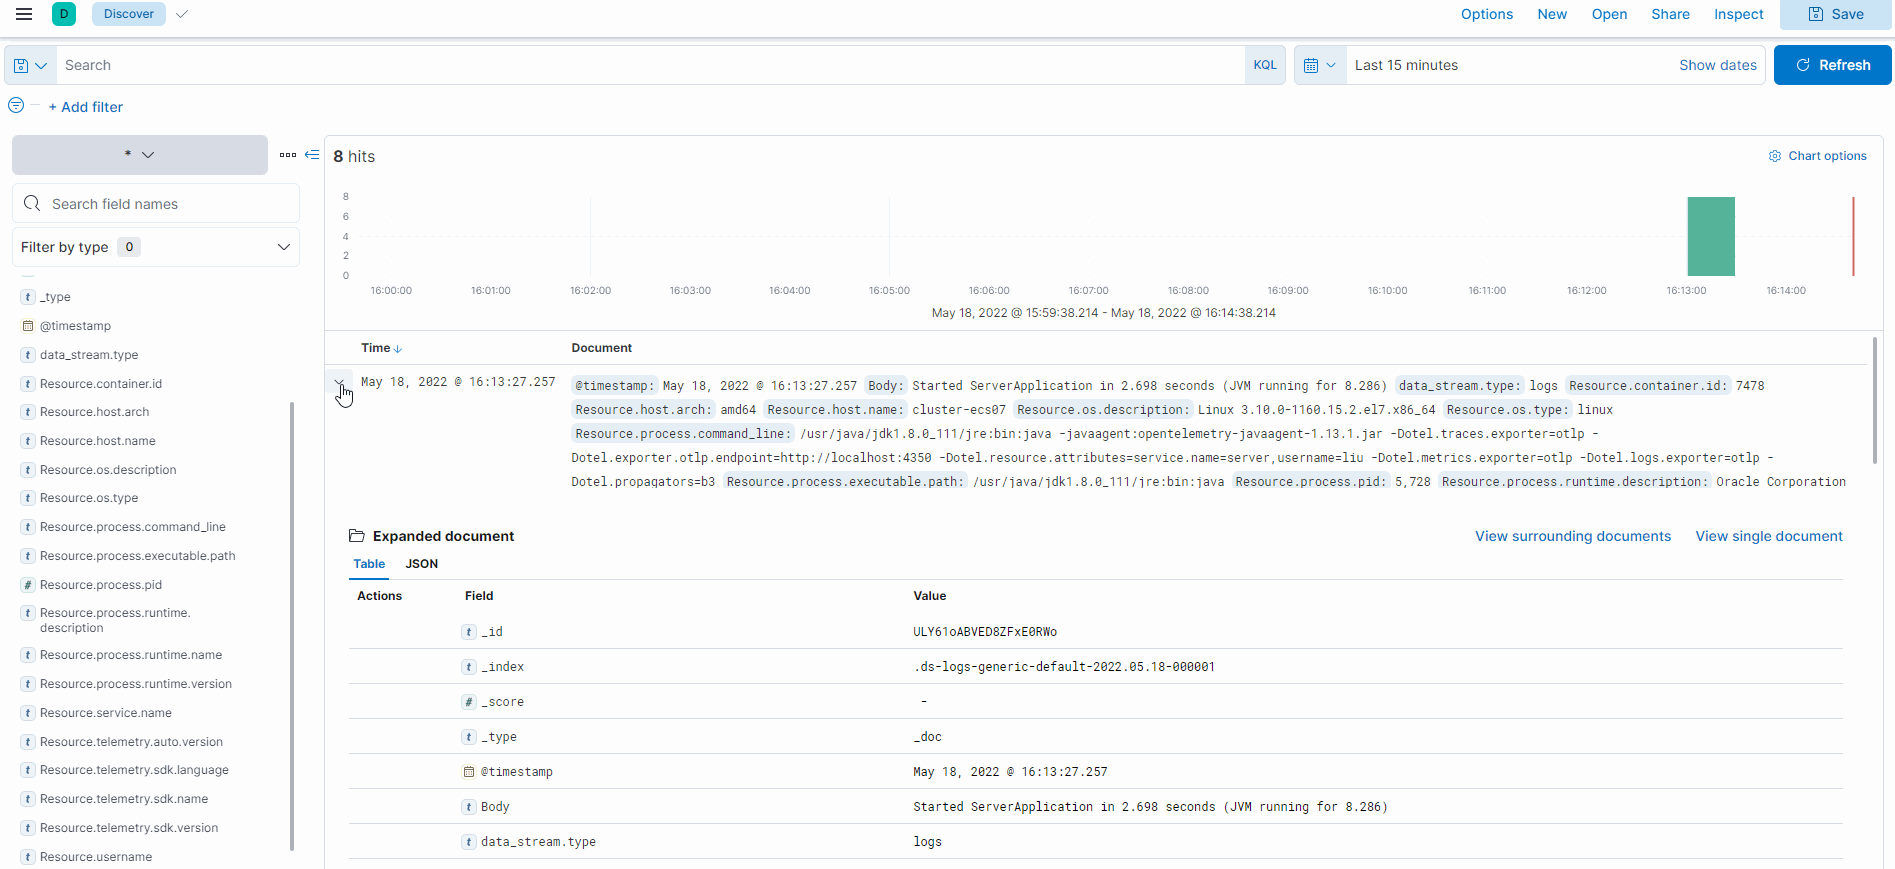 D Discover Options New Open Share Inspect Save
Search KQL Last 15 minutes Show dates Refresh
+ Add filter
*
8 hits Chart options
Search field names
Filter by type 0
_type
@timestamp
data_stream.type
Resource.container.id
Resource.host.arch
Resource.host.name
Resource.os.description
Resource.os.type
Resource.process.command_line
Resource.process.executable.path
Resource.process.pid
Resource.process.runtime.
description
Resource.process.runtime.name
Resource.process.runtime.version
Resource.service.name
Resource.telemetry.auto.version
Resource.telemetry.sdk.language
Resource.telemetry.sdk.name
Resource.telemetry.sdk.version
Resource.username
8
6
4
2
0
16:00:00 16:01:00 16:02:00 16:03:00 16:04:00 16:05:00 16:06:00 16:07:00 16:08:00 16:09:00 16:10:00 16:11:00 16:12:00 16:13:00 16:14:00
May 18, 2022 @ 15:59:38.214 - May 18, 2022 @ 16:14:38.214
Time Document
May 18, 2022 @ 16:13:27.257 @timestamp: May 18, 2022 @ 16:13:27.257 Body: Started ServerApplication in 2.698 seconds (JVM running for 8.286) data_stream.type: logs Resource.container.id: 7478
Resource.host.arch: amd64 Resource.host.name: cluster-ecs07 Resource.os.description: Linux 3.10.0-1160.15.2.el7.x86_64 Resource.os.type: linux
Resource.process.command_line: /usr/java/jdk1.8.0_111/jre:bin:java -javaagent:opentelemetry-javaagent-1.13.1.jar -Dotel.traces.exporter=otlp -
Dotel.exporter.otlp.endpoint=http://localhost:4350 -Dotel.resource.attributes=service.name=server,username=liu -Dotel.metrics.exporter=otlp -Dotel.logs.exporter=otlp -
Dotel.propagators=b3 Resource.process.executable.path: /usr/java/jdk1.8.0_111/jre:bin:java Resource.process.pid: 5,728 Resource.process.runtime.description: Oracle Corporation
Expanded document View surrounding documents View single document
Table JSON
Actions Field Value
t _id ULY61oABVED8ZFxE0RWo
t _index .ds-logs-generic-default-2022.05.18-000001
# _score -
t _type _doc
@timestamp May 18, 2022 @ 16:13:27.257
t Body Started ServerApplication in 2.698 seconds (JVM running for 8.286)
t data_stream.type logs